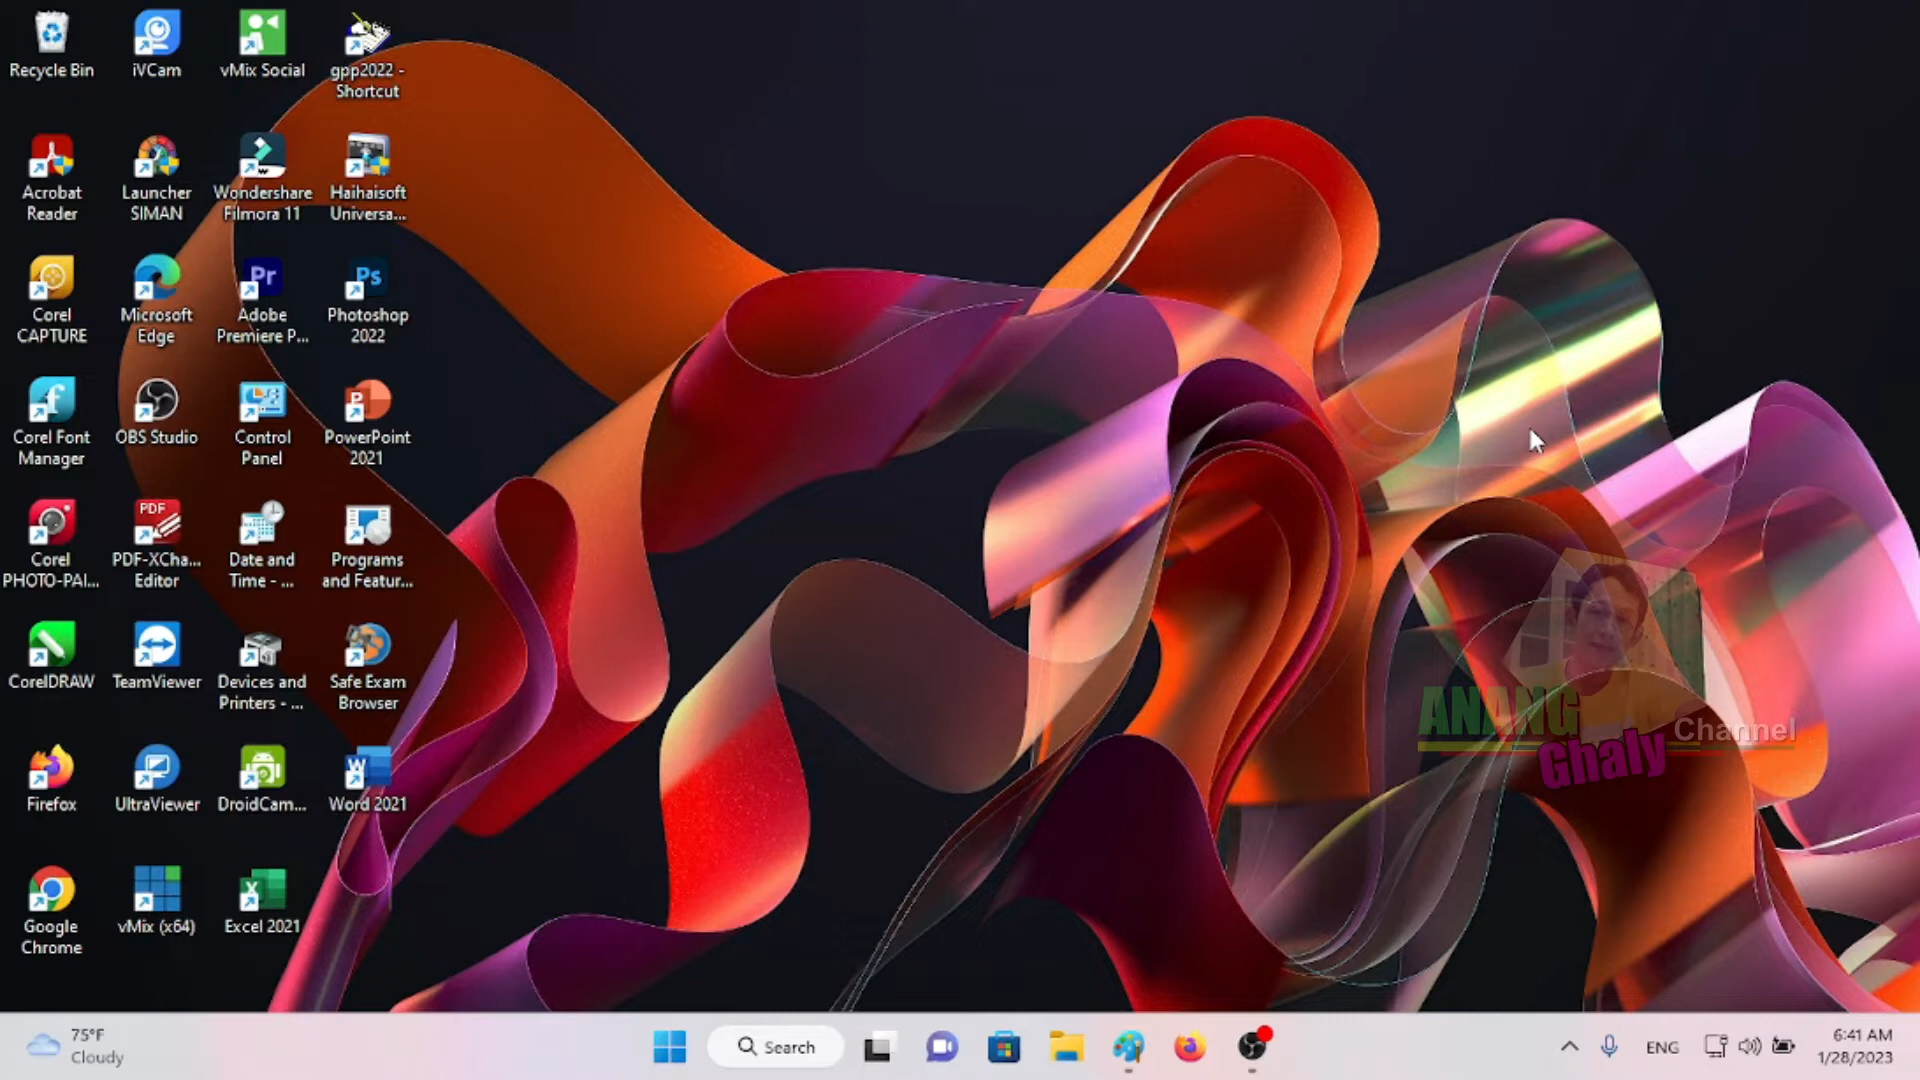 Recycle Bin
iVCam
vMix Social
gpp2022 -
Shortcut
Acrobat
Reader
Launcher
SIMAN
Wondershare
Filmora 11
Haihaisoft
Universa...
Corel
CAPTURE
Microsoft
Edge
Pr
Adobe
Premiere P...
Ps
Photoshop
2022
Corel Font
Manager
OBS Studio
Control
Panel
P
PowerPoint
2021
Corel
PHOTO-PAI...
PDF
PDF-XCha...
Editor
Date and
Time - ...
Programs
and Featur...
CorelDRAW
TeamViewer
Devices and
Printers - ...
Safe Exam
Browser
Firefox
UltraViewer
DroidCam...
W
Word 2021
Google
Chrome
vMix (x64)
X
Excel 2021
ANANG
Ghaly
Channel
75°F
Cloudy
Search
ENG
6:41 AM
1/28/2023